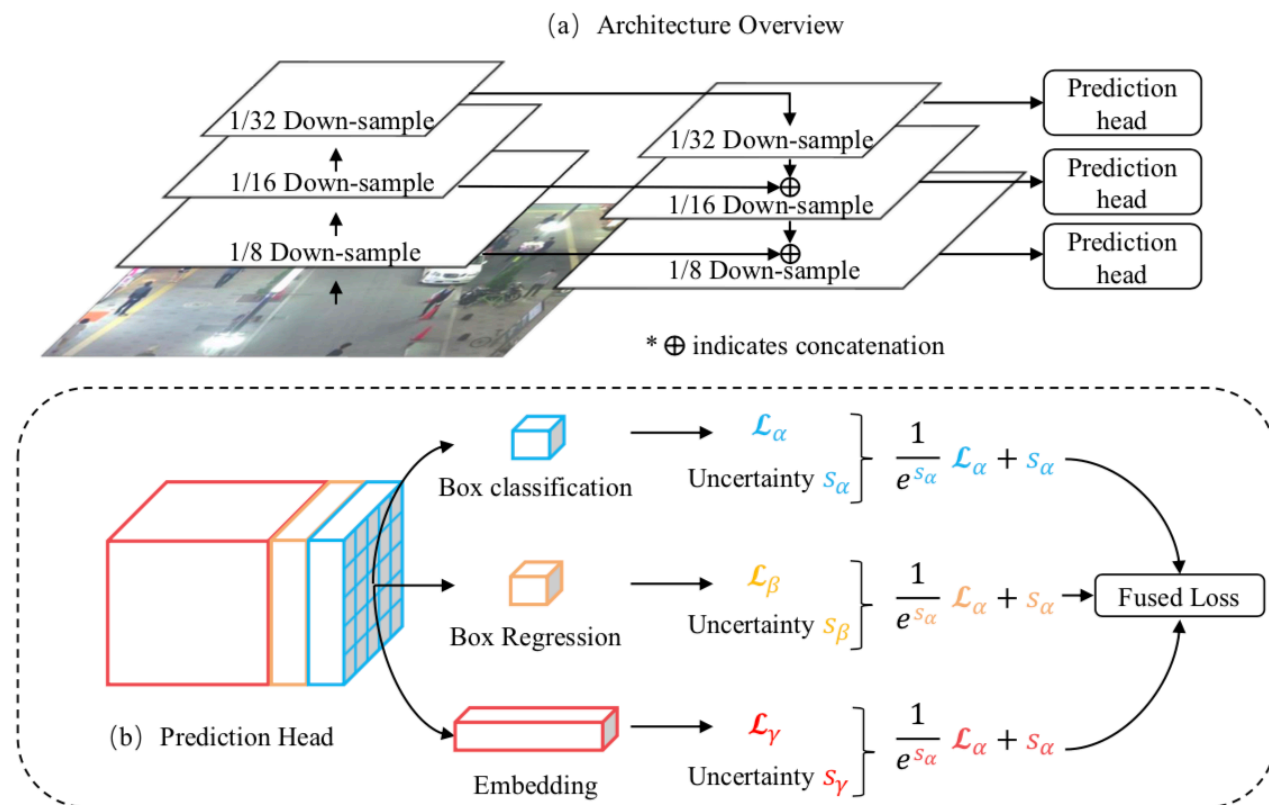 (a) Architecture Overview
1/32 Down-sample
1/16 Down-sample
1/8 Down-sample
1/32 Down-sample
⊕
1/16 Down-sample
⊕
1/8 Down-sample
Prediction
head
Prediction
head
Prediction
head
* ⊕ indicates concatenation
Box classification
ℒα
Uncertainty sα
1/e^sα ℒα + sα
Box Regression
ℒβ
Uncertainty sβ
1/e^sα ℒα + sα
Fused Loss
(b) Prediction Head
Embedding
ℒγ
Uncertainty sγ
1/e^sα ℒα + sα